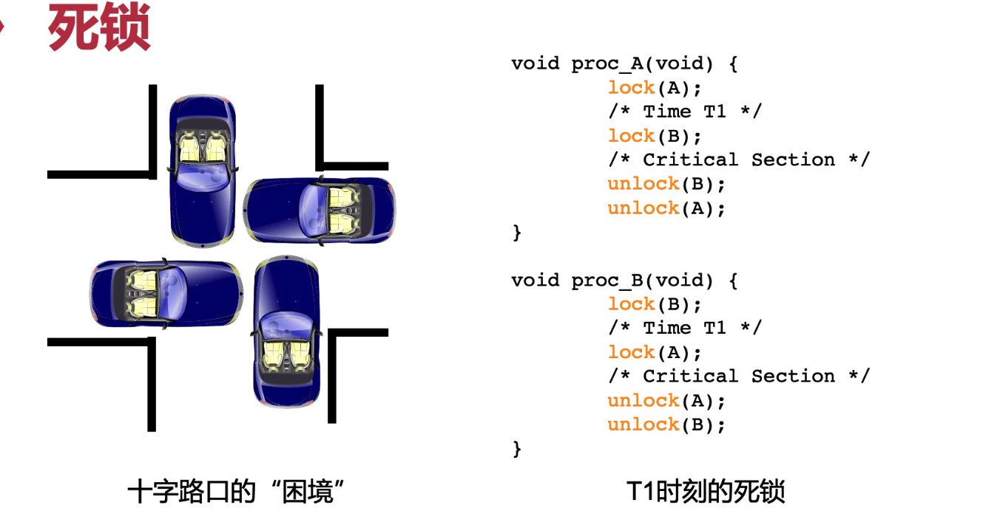 死锁
void proc_A(void) {
lock(A);
/* Time T1 */
lock(B);
/* Critical Section */
unlock(B);
unlock(A);
}
void proc_B(void) {
lock(B);
/* Time T1 */
lock(A);
/* Critical Section */
unlock(A);
unlock(B);
}
十字路口的“困境”
T1时刻的死锁